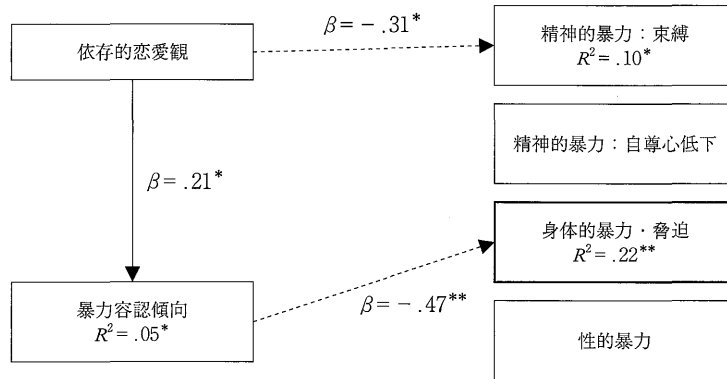 β = − .31*
依存的恋愛観
精神的暴力：束縛
R² = .10*
精神的暴力：自尊心低下
β = .21*
身体的暴力・脅迫
R² = .22**
暴力容認傾向
R² = .05*
β = − .47**
性的暴力